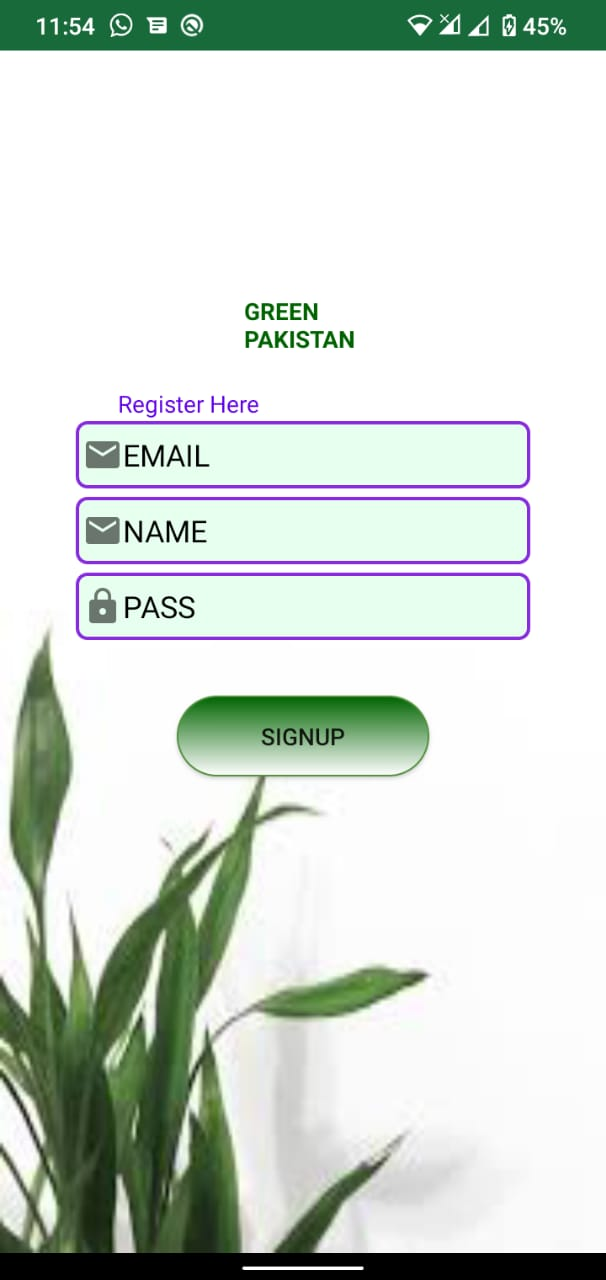 11:54 45%
GREEN
PAKISTAN
Register Here
EMAIL
NAME
PASS
SIGNUP